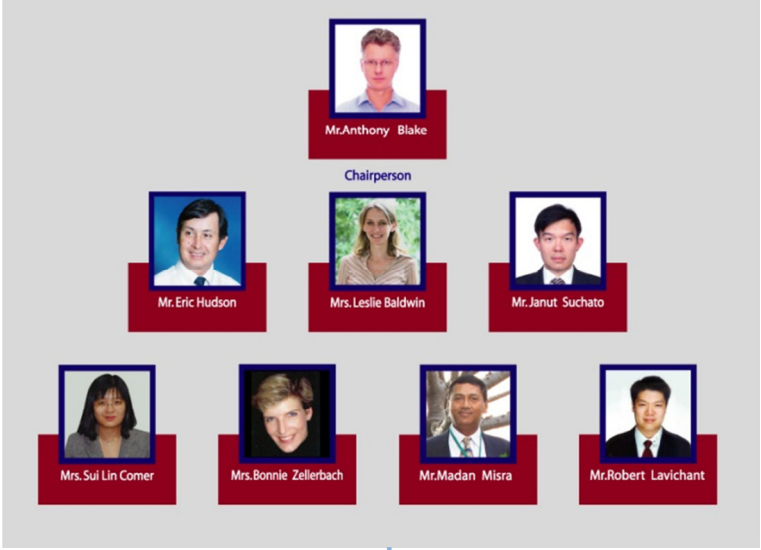 Mr.Anthony Blake
Chairperson
Mr. Eric Hudson
Mrs. Leslie Baldwin
Mr. Janut Suchato
Mrs. Sui Lin Comer
Mrs. Bonnie Zellerbach
Mr.Madan Misra
Mr.Robert Lavichant